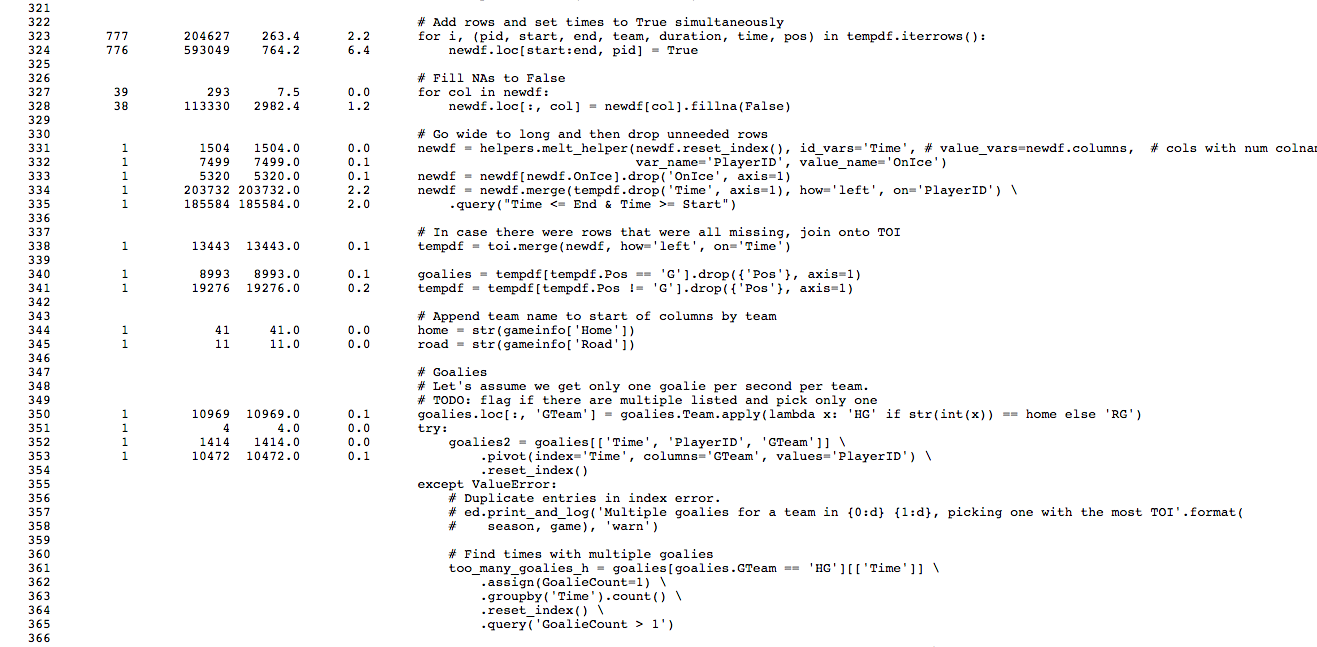 321
322 # Add rows and set times to True simultaneously
323 777 204627 263.4 2.2 for i, (pid, start, end, team, duration, time, pos) in tempdf.iterrows():
324 776 593049 764.2 6.4 newdf.loc[start:end, pid] = True
325
326 # Fill NAs to False
327 39 293 7.5 0.0 for col in newdf:
328 38 113330 2982.4 1.2 newdf.loc[:, col] = newdf[col].fillna(False)
329
330 # Go wide to long and then drop unneeded rows
331 1 1504 1504.0 0.0 newdf = helpers.melt_helper(newdf.reset_index(), id_vars='Time', # value_vars=newdf.columns,  # cols with num colna
332 1 7499 7499.0 0.1 var_name='PlayerID', value_name='OnIce')
333 1 5320 5320.0 0.1 newdf = newdf[newdf.OnIce].drop('OnIce', axis=1)
334 1 203732 203732.0 2.2 newdf = newdf.merge(tempdf.drop('Time', axis=1), how='left', on='PlayerID') \
335 1 185584 185584.0 2.0 .query("Time <= End & Time >= Start")
336
337 # In case there were rows that were all missing, join onto TOI
338 1 13443 13443.0 0.1 tempdf = toi.merge(newdf, how='left', on='Time')
339
340 1 8993 8993.0 0.1 goalies = tempdf[tempdf.Pos == 'G'].drop({'Pos'}, axis=1)
341 1 19276 19276.0 0.2 tempdf = tempdf[tempdf.Pos != 'G'].drop({'Pos'}, axis=1)
342
343 # Append team name to start of columns by team
344 1 41 41.0 0.0 home = str(gameinfo['Home'])
345 1 11 11.0 0.0 road = str(gameinfo['Road'])
346
347 # Goalies
348 # Let's assume we get only one goalie per second per team.
349 # TODO: flag if there are multiple listed and pick only one
350 1 10969 10969.0 0.1 goalies.loc[:, 'GTeam'] = goalies.Team.apply(lambda x: 'HG' if str(int(x)) == home else 'RG')
351 1 4 4.0 0.0 try:
352 1 1414 1414.0 0.0 goalies2 = goalies[['Time', 'PlayerID', 'GTeam']] \
353 1 10472 10472.0 0.1 .pivot(index='Time', columns='GTeam', values='PlayerID') \
354 .reset_index()
355 except ValueError:
356 # Duplicate entries in index error.
357 # ed.print_and_log('Multiple goalies for a team in {0:d} {1:d}, picking one with the most TOI'.format(
358 #    season, game), 'warn')
359
360 # Find times with multiple goalies
361 too_many_goalies_h = goalies[goalies.GTeam == 'HG'][['Time']] \
362 .assign(GoalieCount=1) \
363 .groupby('Time').count() \
364 .reset_index() \
365 .query('GoalieCount > 1')
366